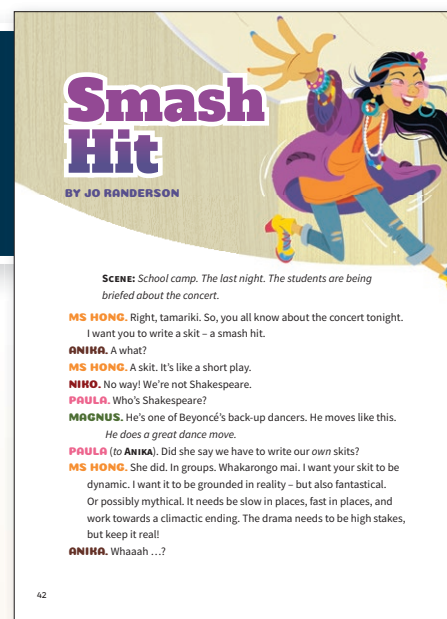 Smash
Hit
BY JO RANDERSON
SCENE: School camp. The last night. The students are being
briefed about the concert.
MS HONG. Right, tamariki. So, you all know about the concert tonight.
I want you to write a skit – a smash hit.
ANIKA. A what?
MS HONG. A skit. It’s like a short play.
NIKO. No way! We’re not Shakespeare.
PAULA. Who’s Shakespeare?
MAGNUS. He’s one of Beyoncé’s back-up dancers. He moves like this.
He does a great dance move.
PAULA (to ANIKA). Did she say we have to write our own skits?
MS HONG. She did. In groups. Whakarongo mai. I want your skit to be
dynamic. I want it to be grounded in reality – but also fantastical.
Or possibly mythical. It needs be slow in places, fast in places, and
work towards a climactic ending. The drama needs to be high stakes,
but keep it real!
ANIKA. Whaaah …?
42